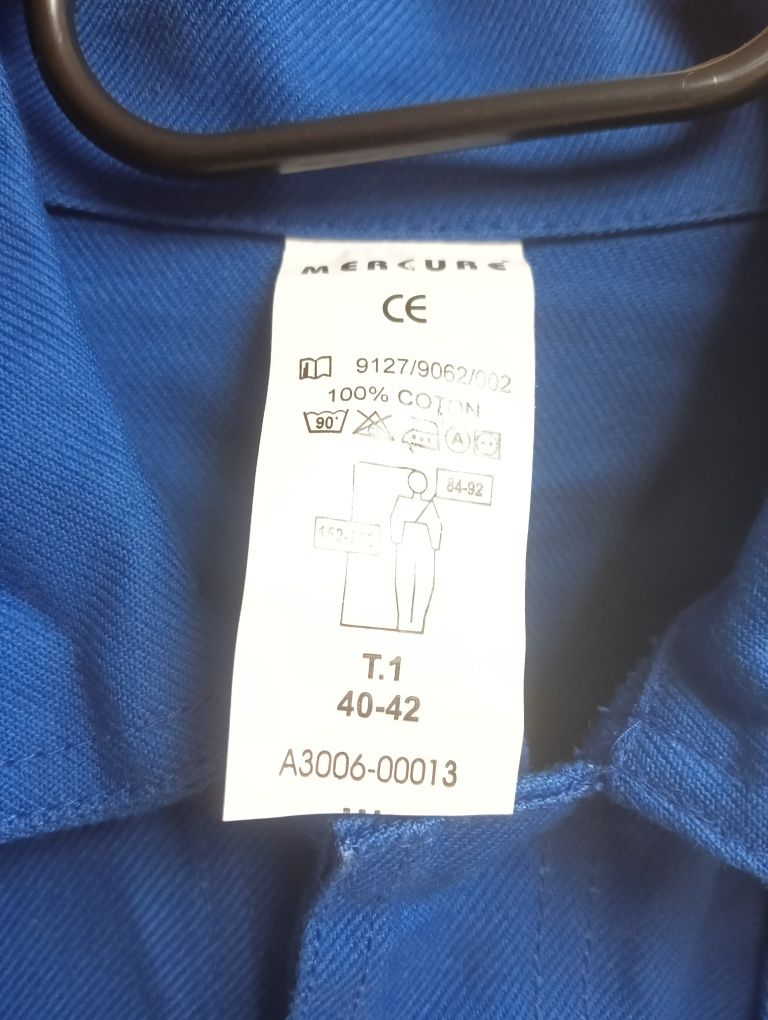 MERCURE
CE
9127/9062/002
100% COTON
90°
A
84-92
T.1
40-42
A3006-00013